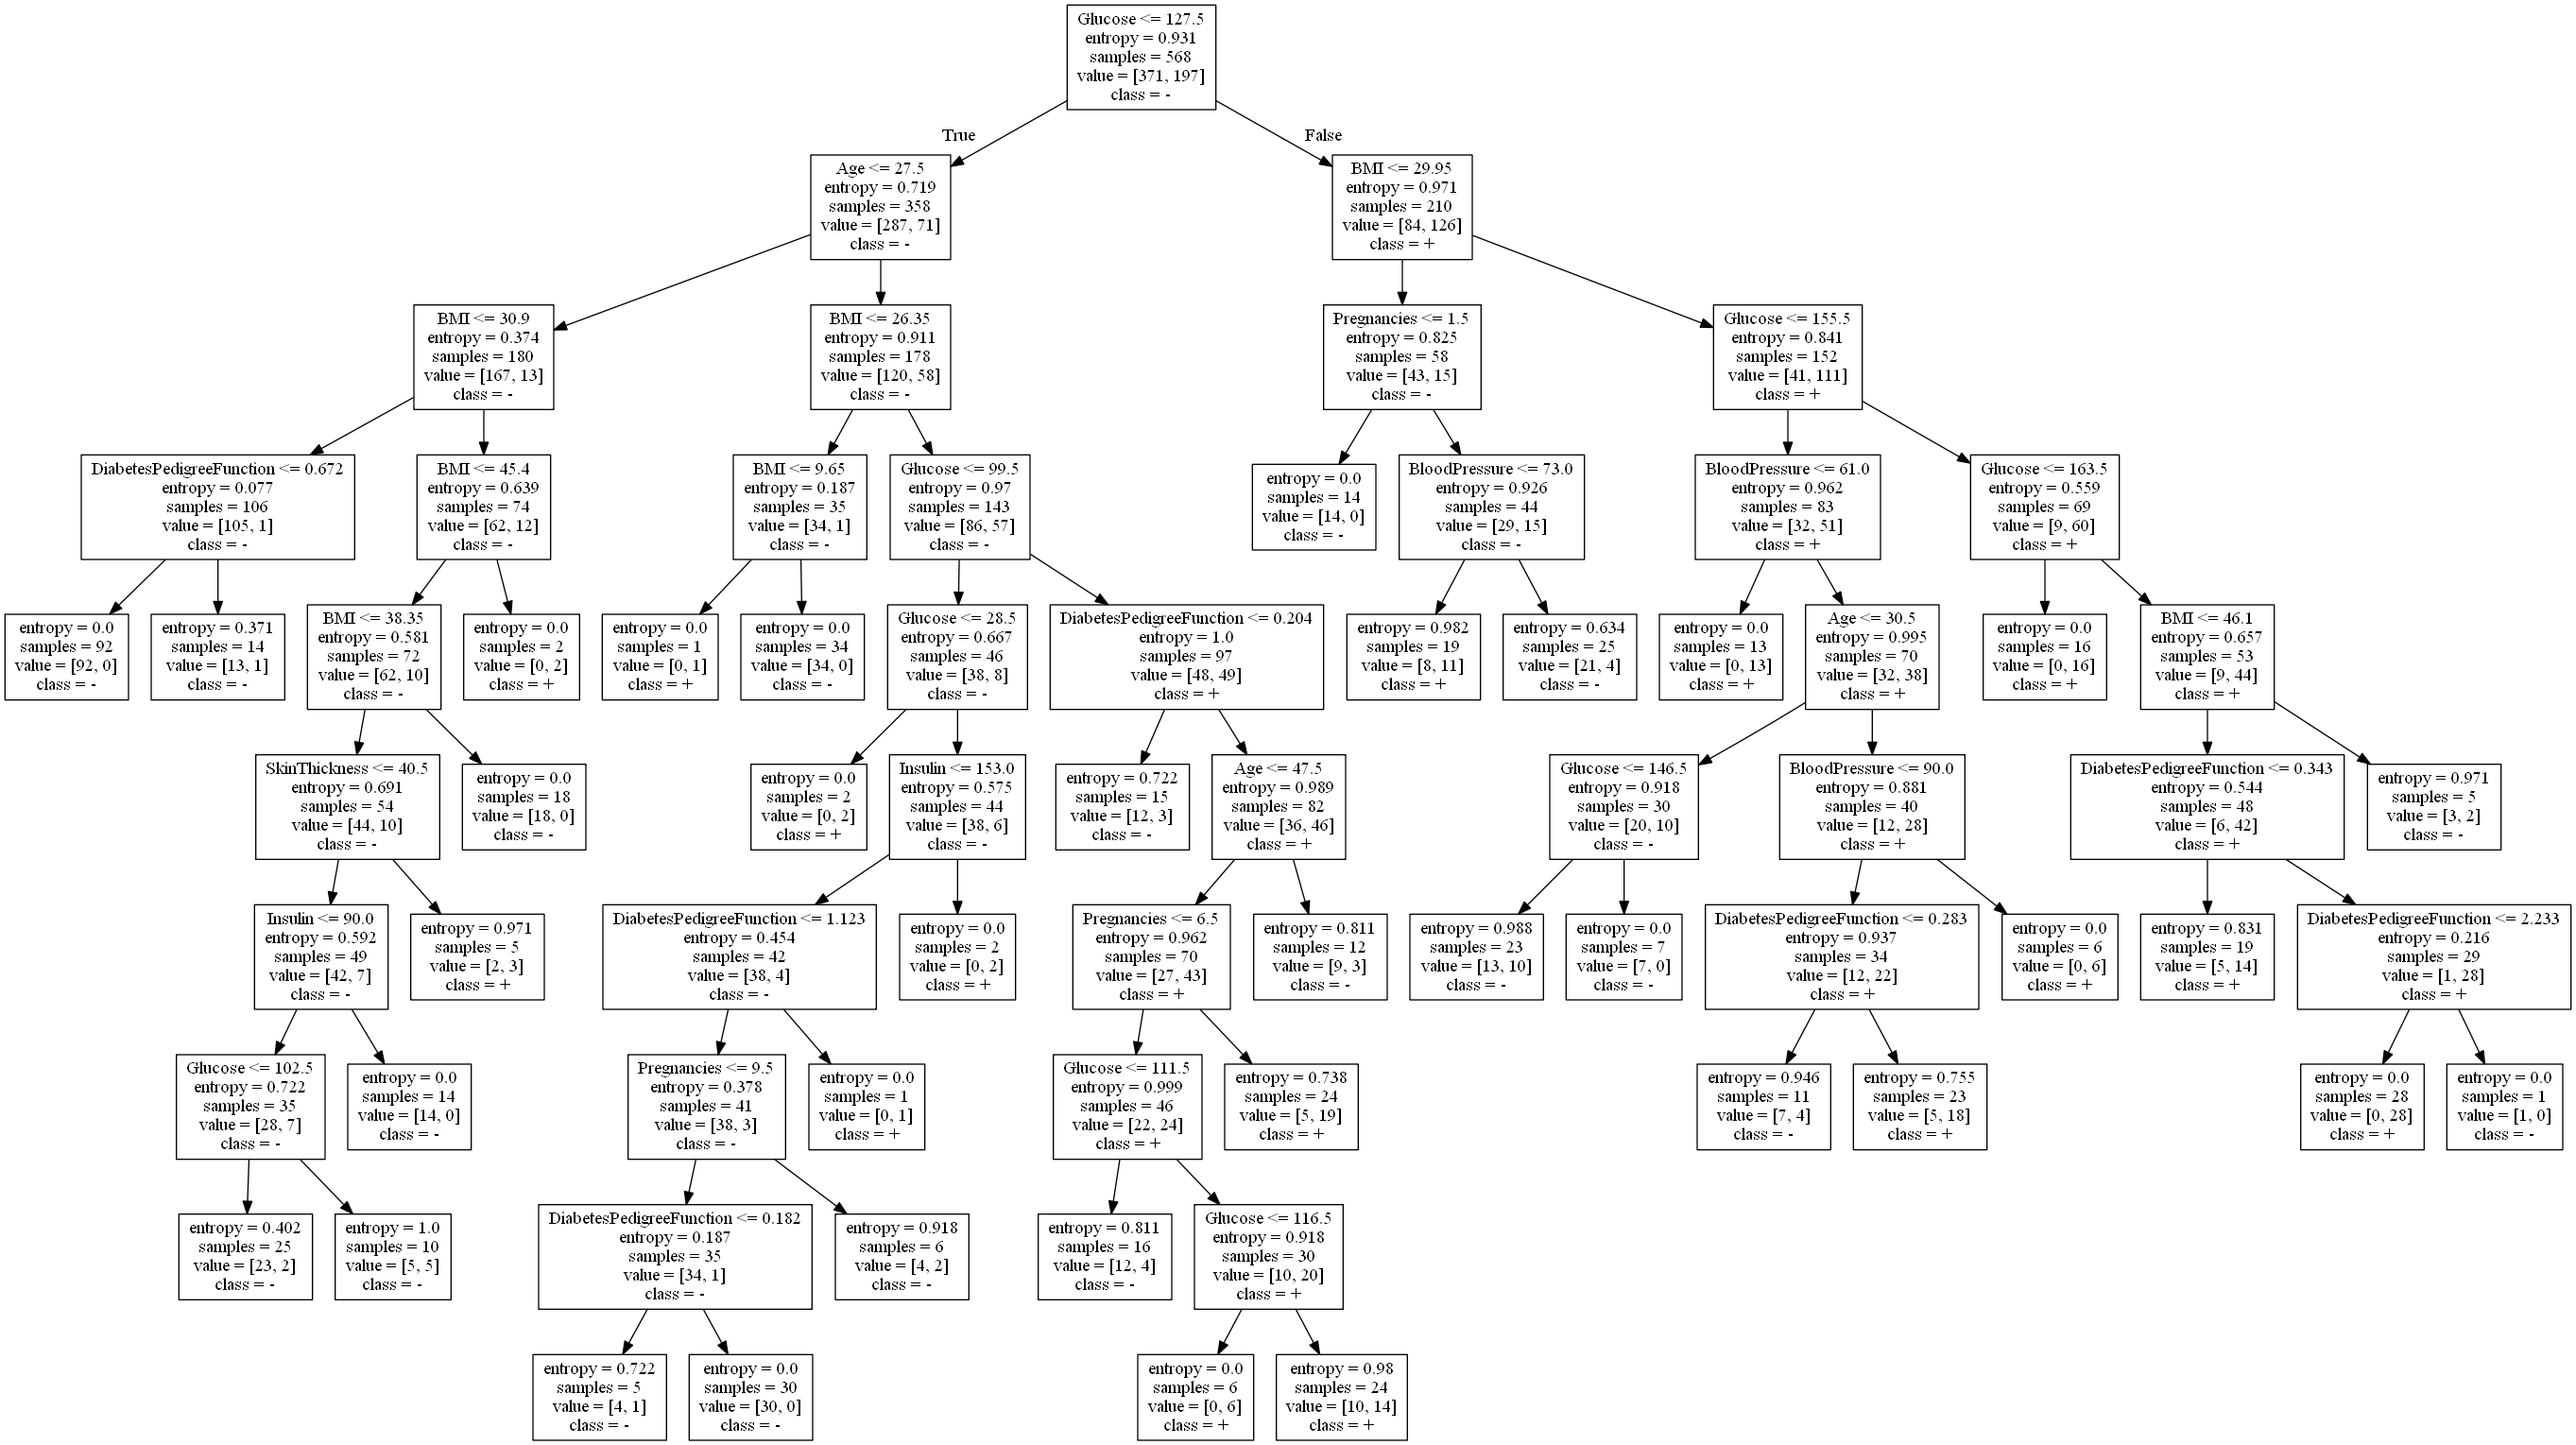 Glucose <= 127.5
entropy = 0.931
samples = 568
value = [371, 197]
class = -
True
False
Age <= 27.5
entropy = 0.719
samples = 358
value = [287, 71]
class = -
BMI <= 29.95
entropy = 0.971
samples = 210
value = [84, 126]
class = +
BMI <= 30.9
entropy = 0.374
samples = 180
value = [167, 13]
class = -
BMI <= 26.35
entropy = 0.911
samples = 178
value = [120, 58]
class = -
Pregnancies <= 1.5
entropy = 0.825
samples = 58
value = [43, 15]
class = -
Glucose <= 155.5
entropy = 0.841
samples = 152
value = [41, 111]
class = +
DiabetesPedigreeFunction <= 0.672
entropy = 0.077
samples = 106
value = [105, 1]
class = -
BMI <= 45.4
entropy = 0.639
samples = 74
value = [62, 12]
class = -
BMI <= 9.65
entropy = 0.187
samples = 35
value = [34, 1]
class = -
Glucose <= 99.5
entropy = 0.97
samples = 143
value = [86, 57]
class = -
entropy = 0.0
samples = 14
value = [14, 0]
class = -
BloodPressure <= 73.0
entropy = 0.926
samples = 44
value = [29, 15]
class = -
BloodPressure <= 61.0
entropy = 0.962
samples = 83
value = [32, 51]
class = +
Glucose <= 163.5
entropy = 0.559
samples = 69
value = [9, 60]
class = +
entropy = 0.0
samples = 92
value = [92, 0]
class = -
entropy = 0.371
samples = 14
value = [13, 1]
class = -
BMI <= 38.35
entropy = 0.581
samples = 72
value = [62, 10]
class = -
entropy = 0.0
samples = 2
value = [0, 2]
class = +
entropy = 0.0
samples = 1
value = [0, 1]
class = +
entropy = 0.0
samples = 34
value = [34, 0]
class = -
Glucose <= 28.5
entropy = 0.667
samples = 46
value = [38, 8]
class = -
DiabetesPedigreeFunction <= 0.204
entropy = 1.0
samples = 97
value = [48, 49]
class = +
entropy = 0.982
samples = 19
value = [8, 11]
class = +
entropy = 0.634
samples = 25
value = [21, 4]
class = -
entropy = 0.0
samples = 13
value = [0, 13]
class = +
Age <= 30.5
entropy = 0.995
samples = 70
value = [32, 38]
class = +
entropy = 0.0
samples = 16
value = [0, 16]
class = +
BMI <= 46.1
entropy = 0.657
samples = 53
value = [9, 44]
class = +
SkinThickness <= 40.5
entropy = 0.691
samples = 54
value = [44, 10]
class = -
entropy = 0.0
samples = 18
value = [18, 0]
class = -
entropy = 0.0
samples = 2
value = [0, 2]
class = +
Insulin <= 153.0
entropy = 0.575
samples = 44
value = [38, 6]
class = -
entropy = 0.722
samples = 15
value = [12, 3]
class = -
Age <= 47.5
entropy = 0.989
samples = 82
value = [36, 46]
class = +
Glucose <= 146.5
entropy = 0.918
samples = 30
value = [20, 10]
class = -
BloodPressure <= 90.0
entropy = 0.881
samples = 40
value = [12, 28]
class = +
DiabetesPedigreeFunction <= 0.343
entropy = 0.544
samples = 48
value = [6, 42]
class = +
entropy = 0.971
samples = 5
value = [3, 2]
class = -
Insulin <= 90.0
entropy = 0.592
samples = 49
value = [42, 7]
class = -
entropy = 0.971
samples = 5
value = [2, 3]
class = +
DiabetesPedigreeFunction <= 1.123
entropy = 0.454
samples = 42
value = [38, 4]
class = -
entropy = 0.0
samples = 2
value = [0, 2]
class = +
Pregnancies <= 6.5
entropy = 0.962
samples = 70
value = [27, 43]
class = +
entropy = 0.811
samples = 12
value = [9, 3]
class = -
entropy = 0.988
samples = 23
value = [13, 10]
class = -
entropy = 0.0
samples = 7
value = [7, 0]
class = -
DiabetesPedigreeFunction <= 0.283
entropy = 0.937
samples = 34
value = [12, 22]
class = +
entropy = 0.0
samples = 6
value = [0, 6]
class = +
entropy = 0.831
samples = 19
value = [5, 14]
class = +
DiabetesPedigreeFunction <= 2.233
entropy = 0.216
samples = 29
value = [1, 28]
class = +
Glucose <= 102.5
entropy = 0.722
samples = 35
value = [28, 7]
class = -
entropy = 0.0
samples = 14
value = [14, 0]
class = -
Pregnancies <= 9.5
entropy = 0.378
samples = 41
value = [38, 3]
class = -
entropy = 0.0
samples = 1
value = [0, 1]
class = +
Glucose <= 111.5
entropy = 0.999
samples = 46
value = [22, 24]
class = +
entropy = 0.738
samples = 24
value = [5, 19]
class = +
entropy = 0.946
samples = 11
value = [7, 4]
class = -
entropy = 0.755
samples = 23
value = [5, 18]
class = +
entropy = 0.0
samples = 28
value = [0, 28]
class = +
entropy = 0.0
samples = 1
value = [1, 0]
class = -
entropy = 0.402
samples = 25
value = [23, 2]
class = -
entropy = 1.0
samples = 10
value = [5, 5]
class = -
DiabetesPedigreeFunction <= 0.182
entropy = 0.187
samples = 35
value = [34, 1]
class = -
entropy = 0.918
samples = 6
value = [4, 2]
class = -
entropy = 0.811
samples = 16
value = [12, 4]
class = -
Glucose <= 116.5
entropy = 0.918
samples = 30
value = [10, 20]
class = +
entropy = 0.722
samples = 5
value = [4, 1]
class = -
entropy = 0.0
samples = 30
value = [30, 0]
class = -
entropy = 0.0
samples = 6
value = [0, 6]
class = +
entropy = 0.98
samples = 24
value = [10, 14]
class = +